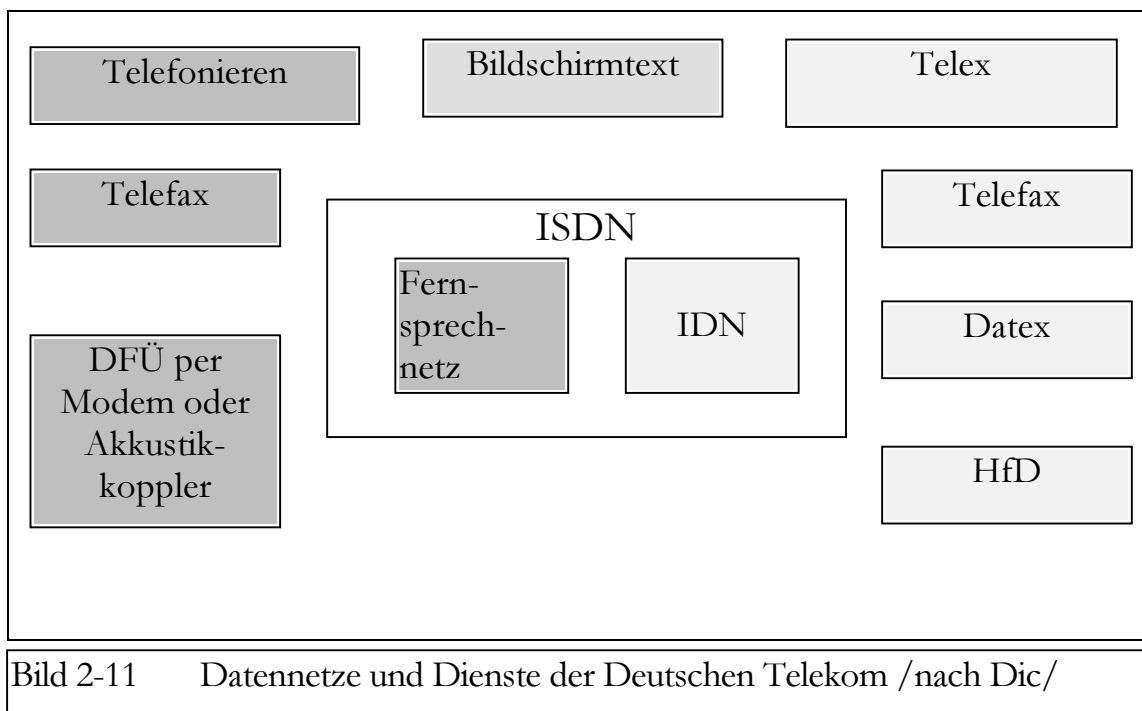 Telefonieren
Bildschirmtext
Telex
Telefax
Telefax
ISDN
Fern-
sprech-
netz
IDN
Datex
DFÜ per
Modem oder
Akkustik-
koppler
HfD
Bild 2-11 Datennetze und Dienste der Deutschen Telekom /nach Dic/